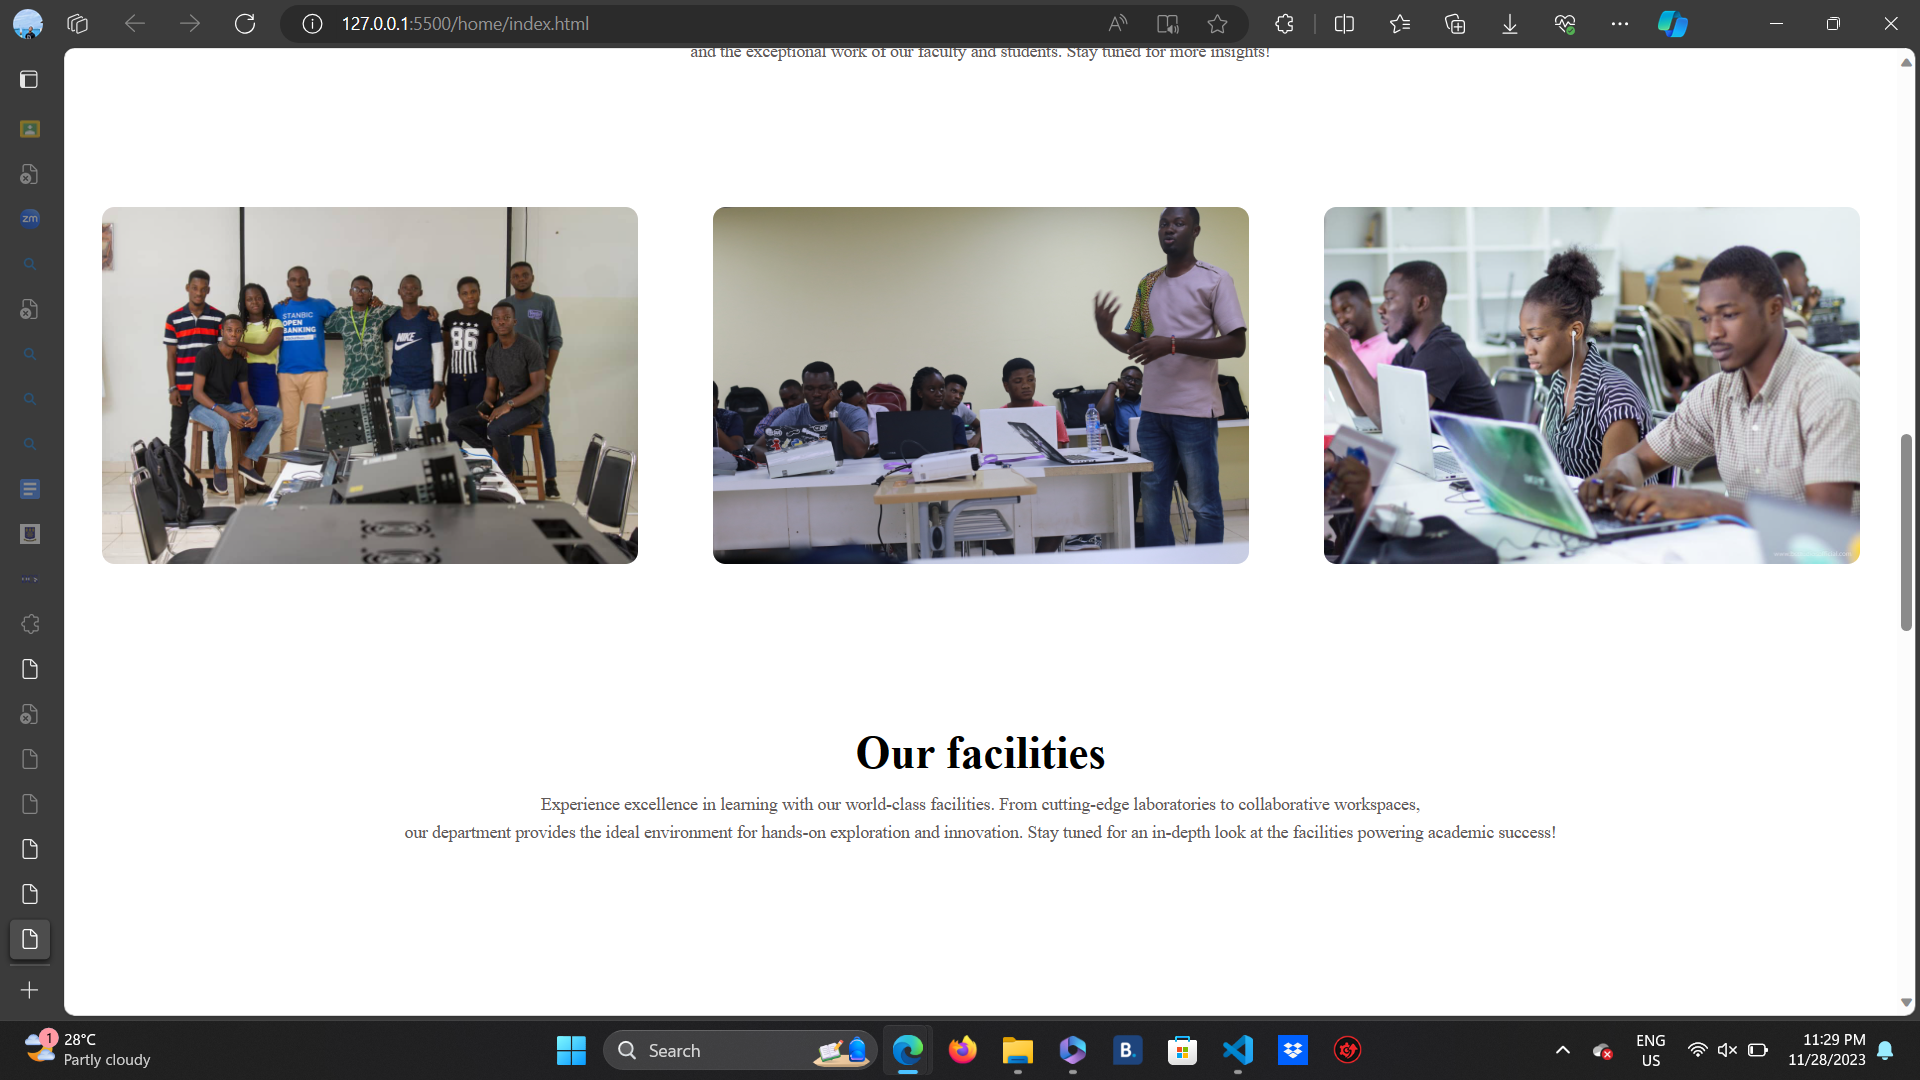 127.0.0.1:5500/home/index.html
and the exceptional work of our faculty and students. Stay tuned for more insights!
zm
STANBIC
OPEN
BANKING
NIKE
86
Our facilities
Experience excellence in learning with our world-class facilities. From cutting-edge laboratories to collaborative workspaces,
our department provides the ideal environment for hands-on exploration and innovation. Stay tuned for an in-depth look at the facilities powering academic success!
1
28°C
Partly cloudy
Search
B.
ENG
US
11:29 PM
11/28/2023